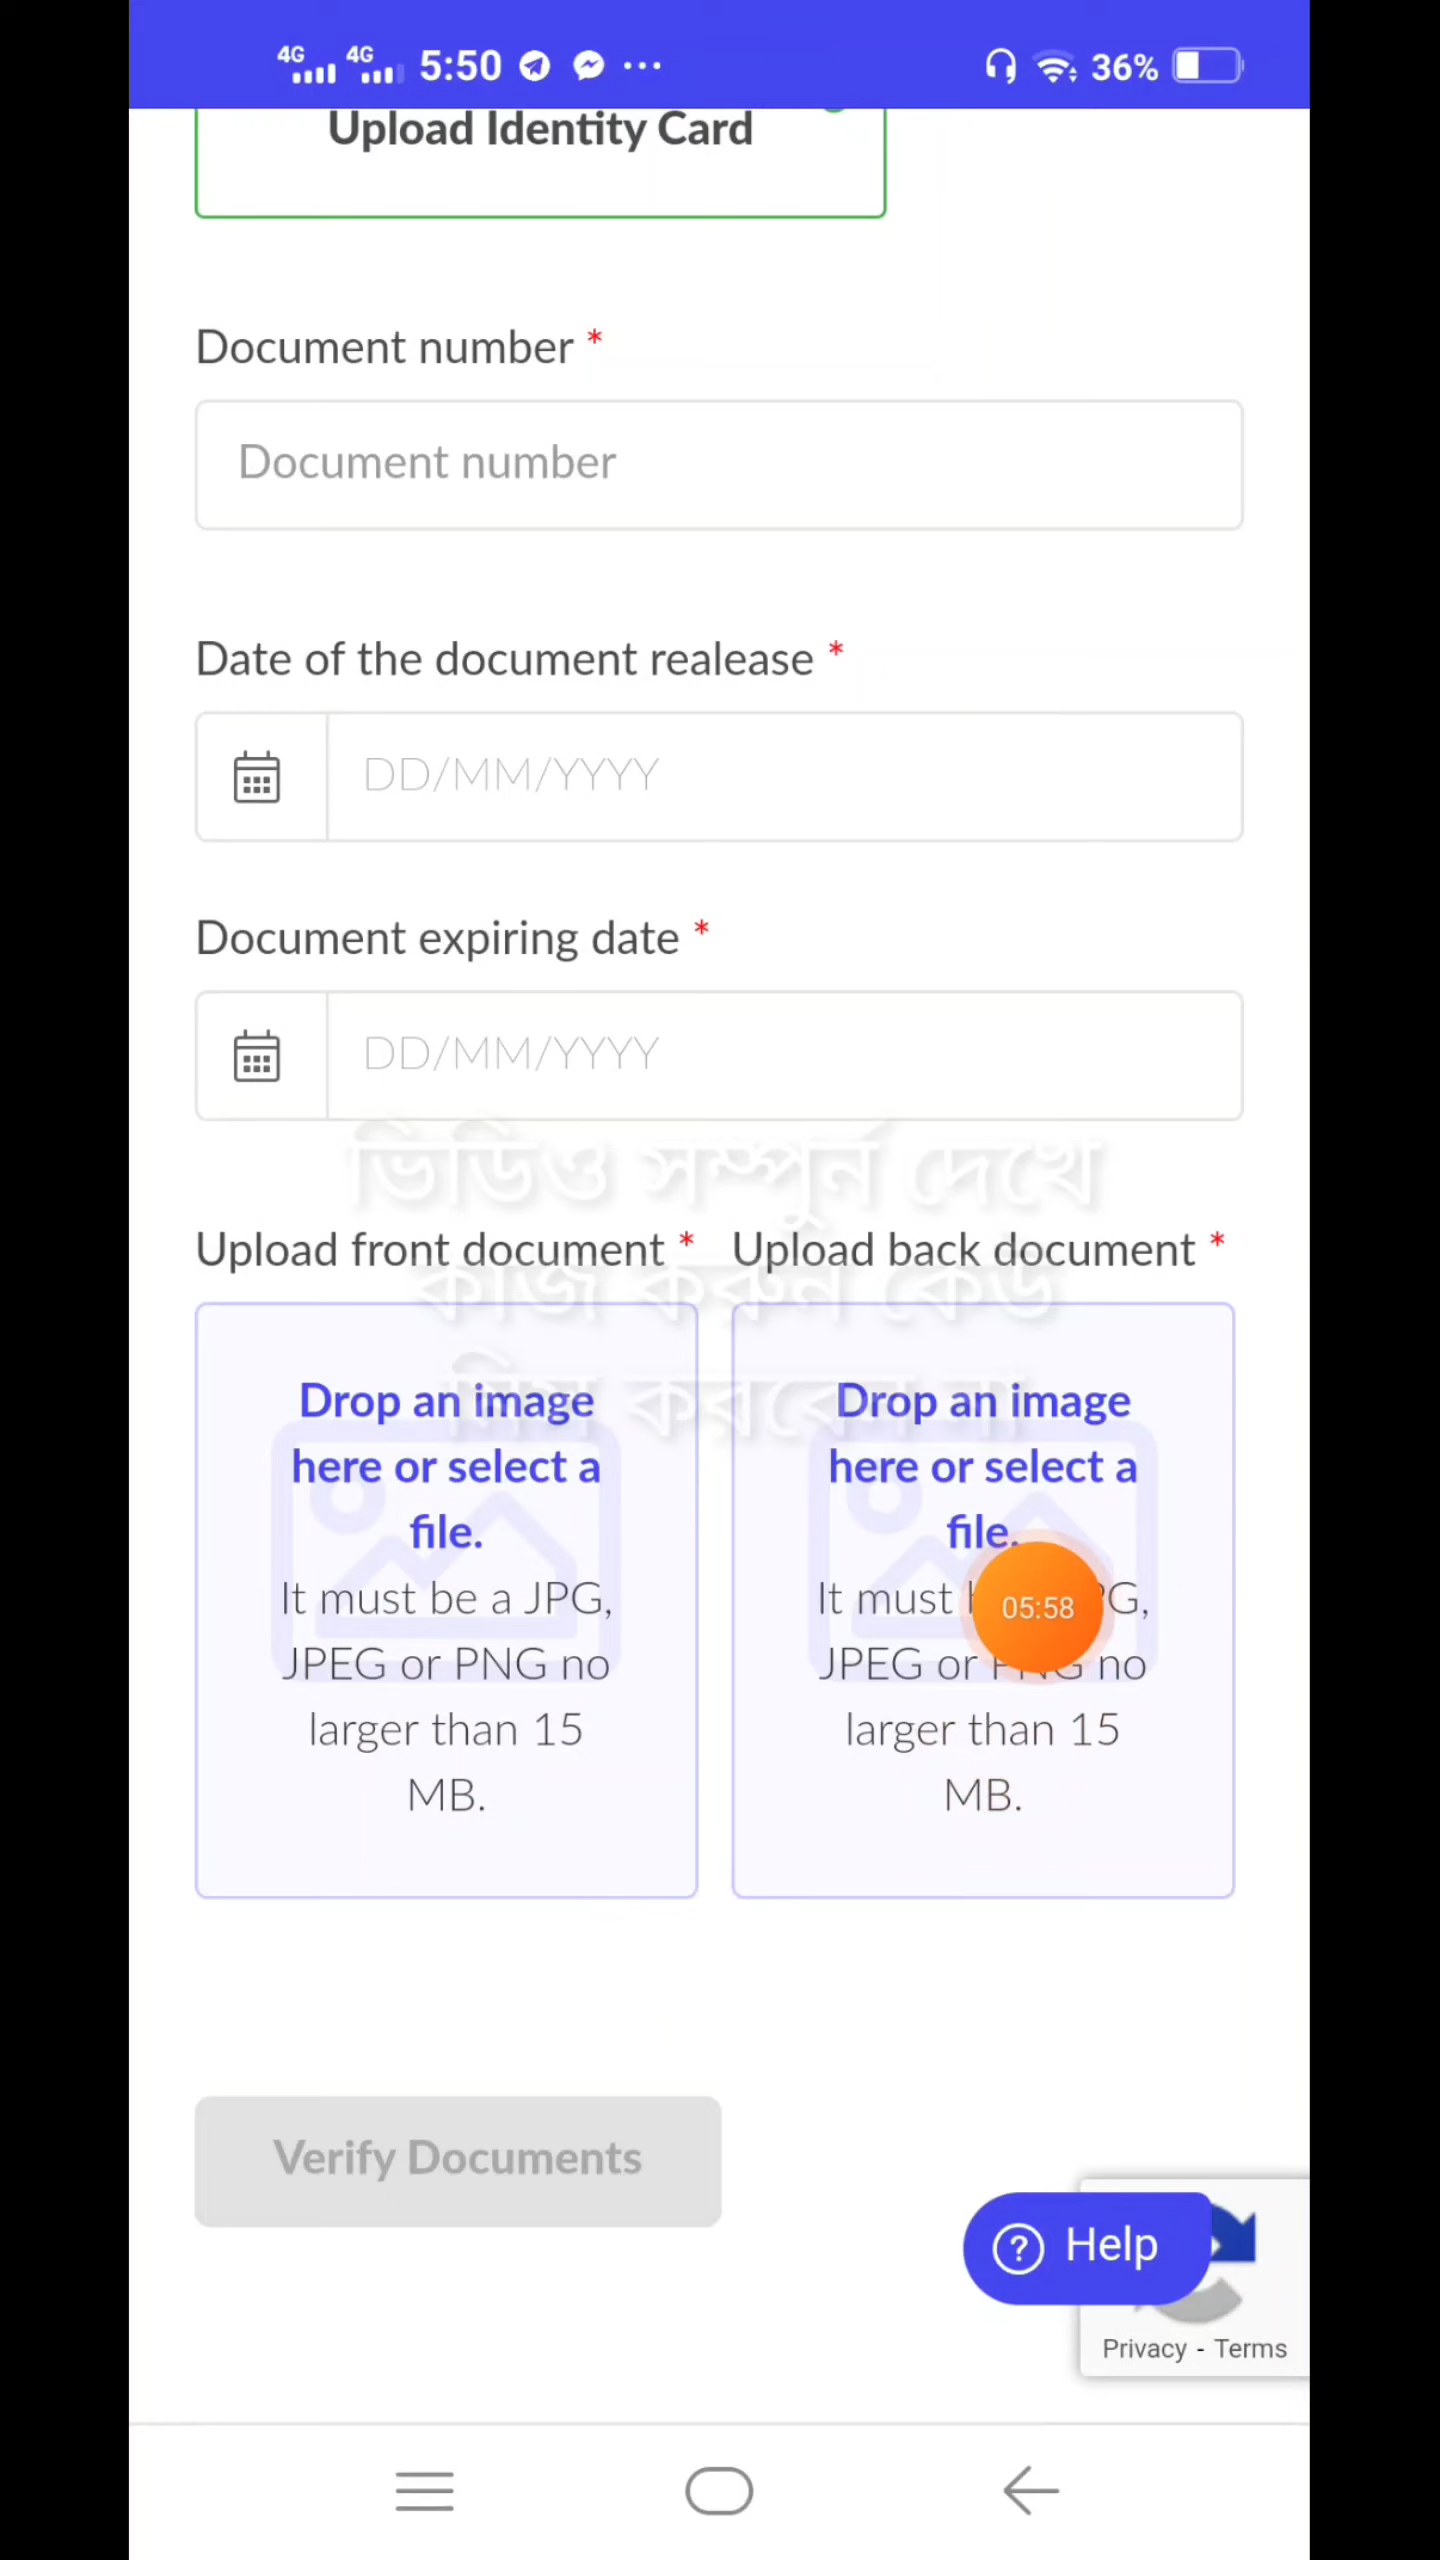 4G 4G 5:50 36%
Upload Identity Card
Document number *
Document number
Date of the document realease *
DD/MM/YYYY
Document expiring date *
DD/MM/YYYY
ভিডিও সম্পুর্ন দেখে
Upload front document * Upload back document *
কাজ করুন কেউ
মিস করবেন না
Drop an image
here or select a
file.
It must be a JPG,
JPEG or PNG no
larger than 15
MB.
Drop an image
here or select a
file.
It must PG,
JPEG or PNG no
larger than 15
MB.
05:58
Verify Documents
? Help
Privacy - Terms